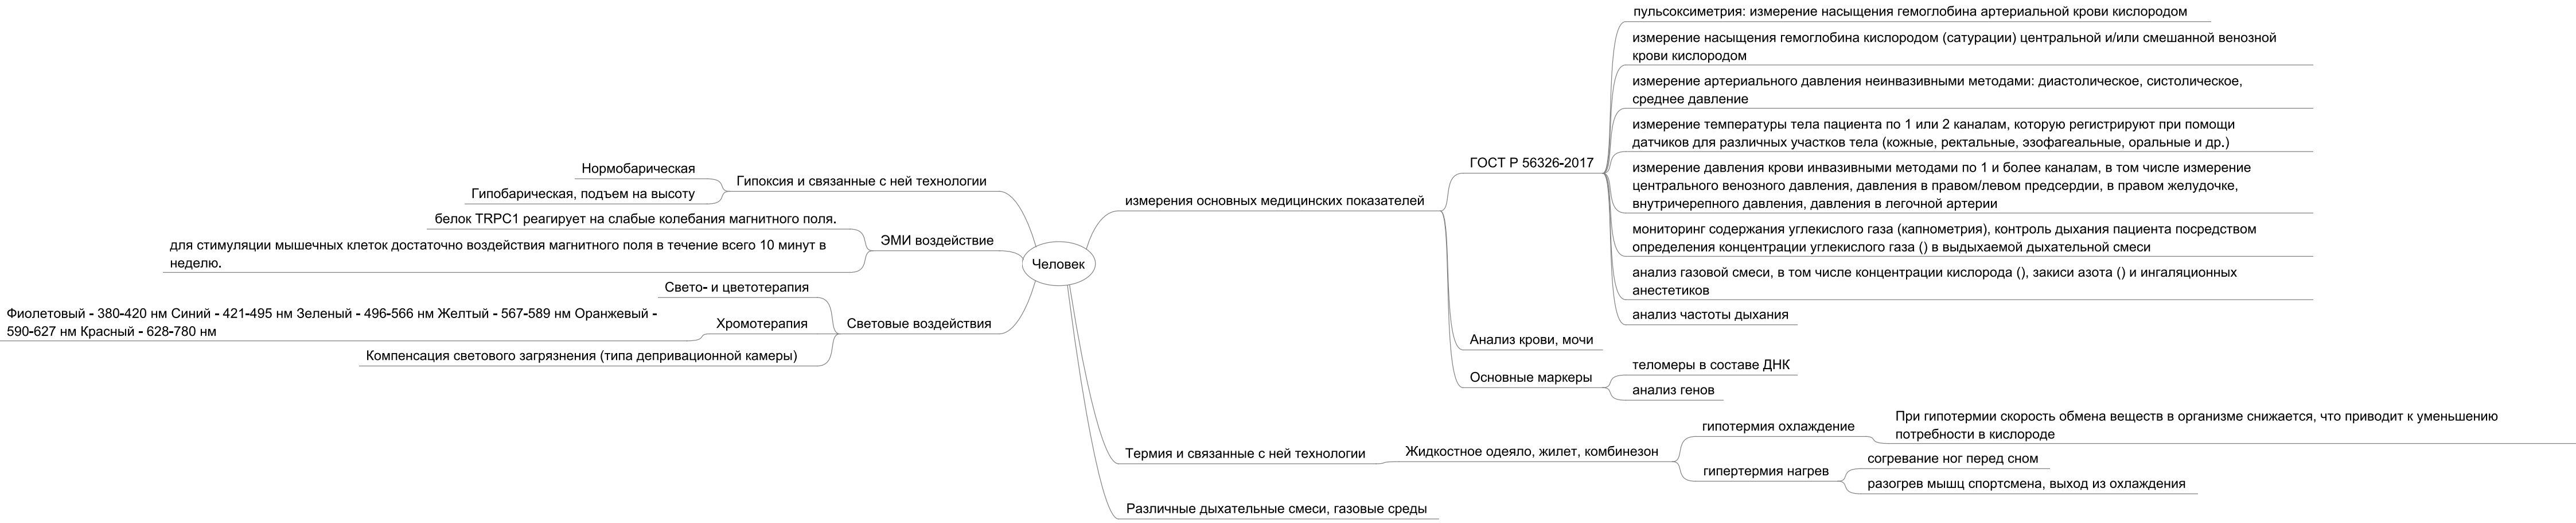 Человек
измерения основных медицинских показателей
ГОСТ Р 56326-2017
пульсоксиметрия: измерение насыщения гемоглобина артериальной крови кислородом
измерение насыщения гемоглобина кислородом (сатурации) центральной и/или смешанной венозной
крови кислородом
измерение артериального давления неинвазивными методами: диастолическое, систолическое,
среднее давление
измерение температуры тела пациента по 1 или 2 каналам, которую регистрируют при помощи
датчиков для различных участков тела (кожные, ректальные, эзофагеальные, оральные и др.)
измерение давления крови инвазивными методами по 1 и более каналам, в том числе измерение
центрального венозного давления, давления в правом/левом предсердии, в правом желудочке,
внутричерепного давления, давления в легочной артерии
мониторинг содержания углекислого газа (капнометрия), контроль дыхания пациента посредством
определения концентрации углекислого газа () в выдыхаемой дыхательной смеси
анализ газовой смеси, в том числе концентрации кислорода (), закиси азота () и ингаляционных
анестетиков
анализ частоты дыхания
Анализ крови, мочи
Основные маркеры
теломеры в составе ДНК
анализ генов
Термия и связанные с ней технологии
Жидкостное одеяло, жилет, комбинезон
гипотермия охлаждение
При гипотермии скорость обмена веществ в организме снижается, что приводит к уменьшению
потребности в кислороде
гипертермия нагрев
согревание ног перед сном
разогрев мышц спортсмена, выход из охлаждения
Различные дыхательные смеси, газовые среды
Гипоксия и связанные с ней технологии
Нормобарическая
Гипобарическая, подъем на высоту
ЭМИ воздействие
белок TRPC1 реагирует на слабые колебания магнитного поля.
для стимуляции мышечных клеток достаточно воздействия магнитного поля в течение всего 10 минут в
неделю.
Световые воздействия
Свето- и цветотерапия
Хромотерапия
Фиолетовый - 380-420 нм Синий - 421-495 нм Зеленый - 496-566 нм Желтый - 567-589 нм Оранжевый -
590-627 нм Красный - 628-780 нм
Компенсация светового загрязнения (типа депривационной камеры)